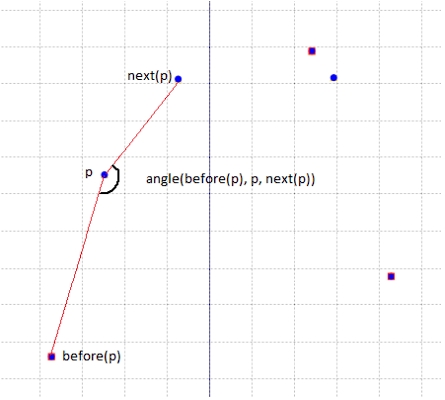 next(p)
p
angle(before(p), p, next(p))
before(p)